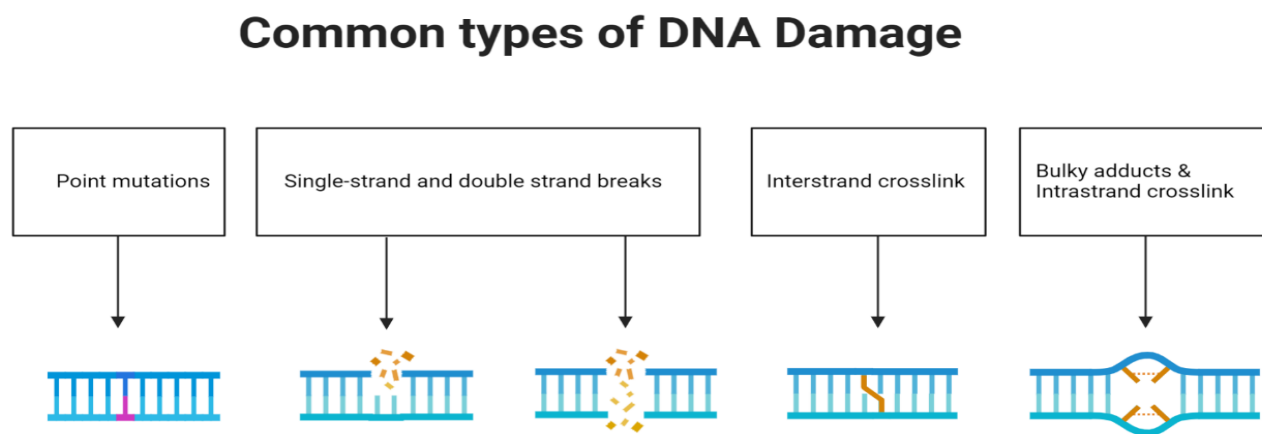 Common types of DNA Damage
Point mutations
Single-strand and double strand breaks
Interstrand crosslink
Bulky adducts &
Intrastrand crosslink